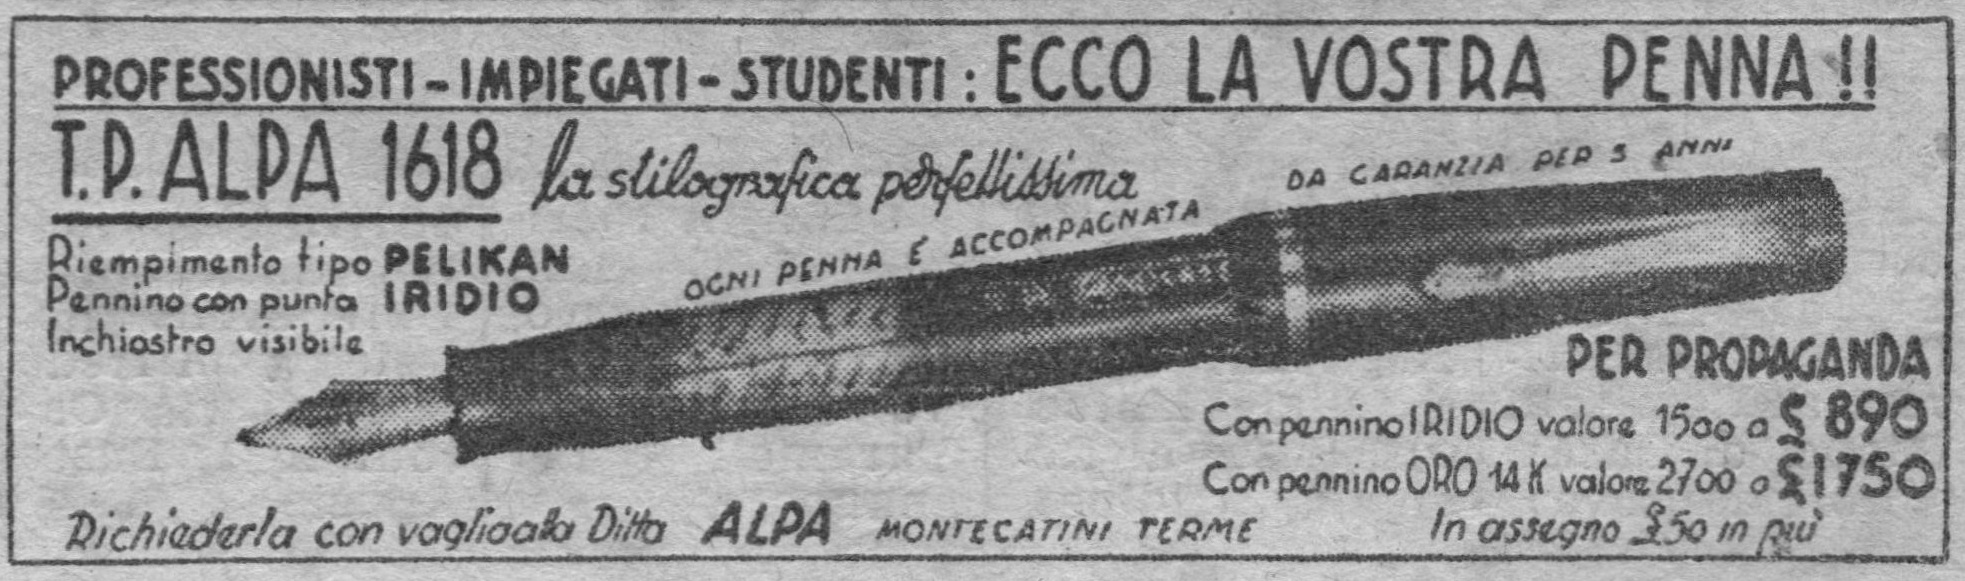 PROFESSIONISTI - IMPIEGATI - STUDENTI : ECCO LA VOSTRA PENNA !!
T.P. ALPA 1618 la stilografica perfettissima
OGNI PENNA È ACCOMPAGNATA DA GARANZIA PER 5 ANNI
Riempimento tipo PELIKAN
Pennino con punta IRIDIO
Inchiostro visibile
PER PROPAGANDA
Con pennino IRIDIO valore 1500 a £ 890
Con pennino ORO 14 K valore 2700 a £ 1750
Richiederla con vaglia alla Ditta ALPA MONTECATINI TERME
In assegno £ 50 in più